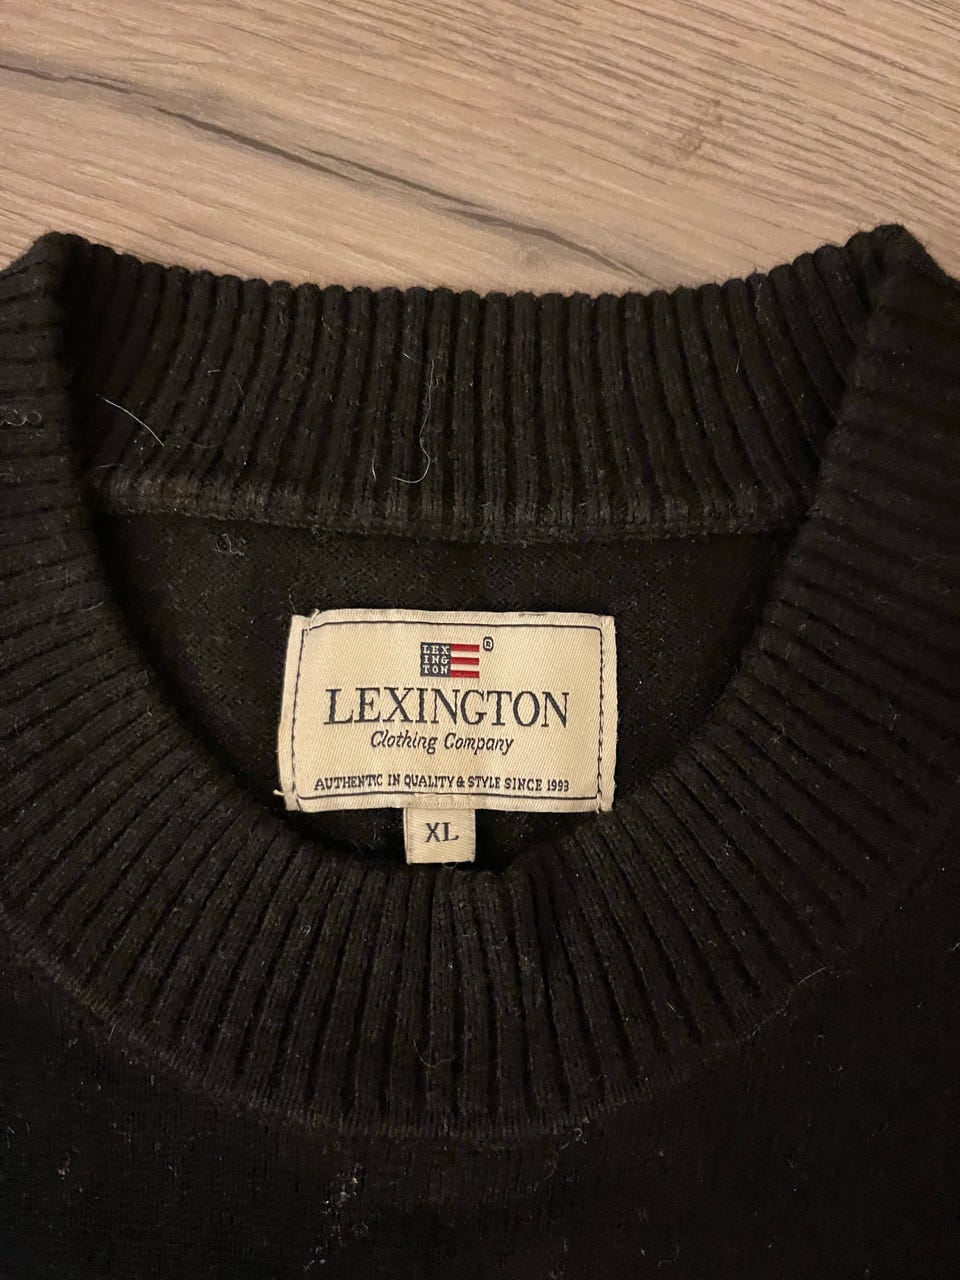 LEX
ING
TON
®
LEXINGTON
Clothing Company
AUTHENTIC IN QUALITY & STYLE SINCE 1993
XL